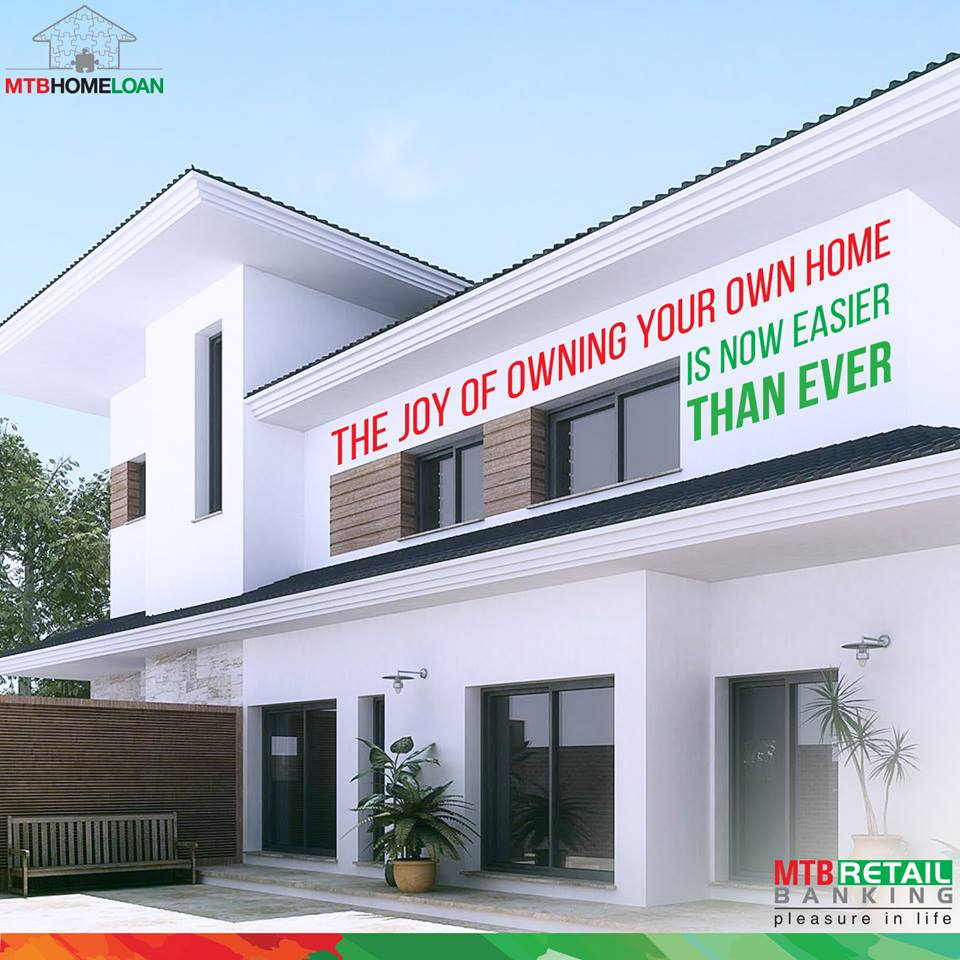 MTBHOMELOAN
THE JOY OF OWNING YOUR OWN HOME
IS NOW EASIER
THAN EVER
MTB RETAIL
BANKING
pleasure in life